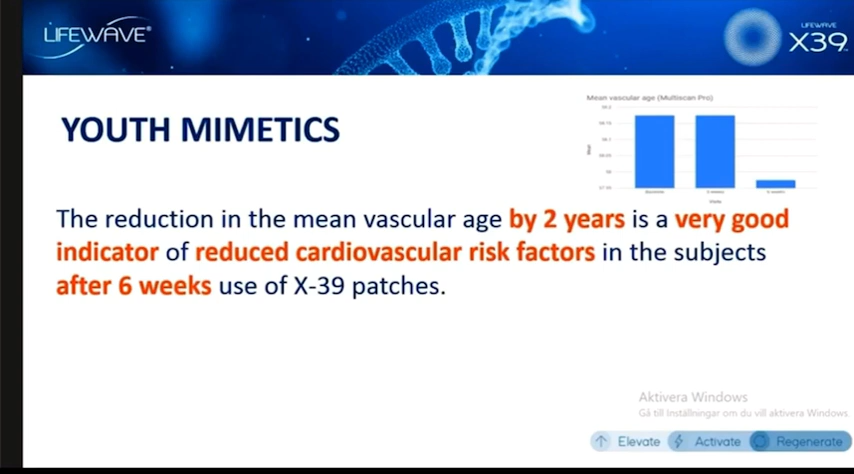 LIFEWAVE®
LIFEWAVE
X39
Mean vascular age (Multiscan Pro)
YOUTH MIMETICS
The reduction in the mean vascular age by 2 years is a very good
indicator of reduced cardiovascular risk factors in the subjects
after 6 weeks use of X-39 patches.
Aktivera Windows
Gå till Inställningar om du vill aktivera Windows.
Elevate Activate Regenerate